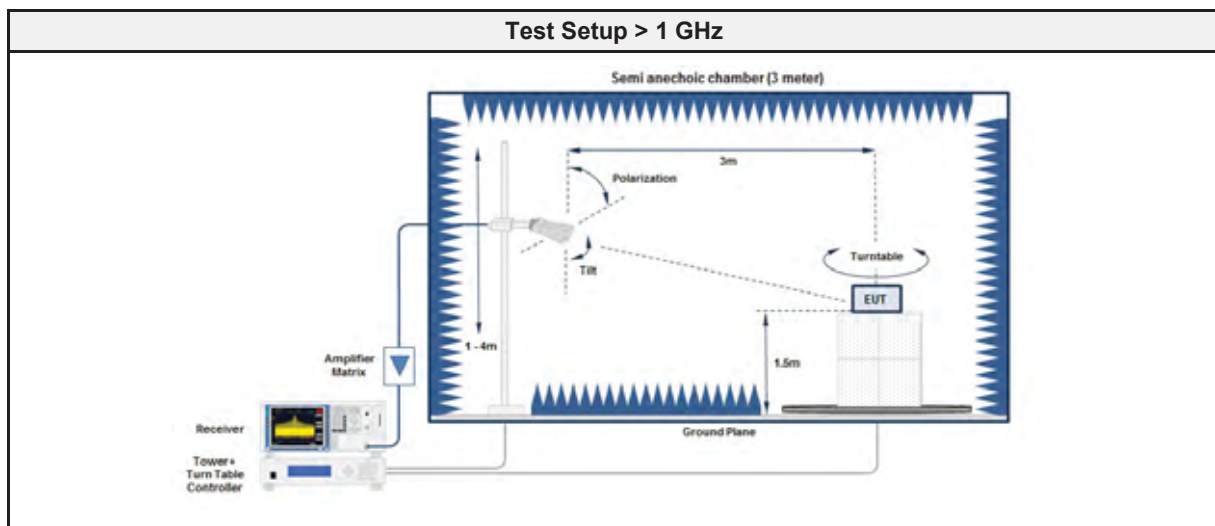 Test Setup > 1 GHz
Semi anechoic chamber (3 meter)
3m
Polarization
Tilt
Turntable
EUT
1 - 4m
1.5m
Amplifier
Matrix
Ground Plane
Receiver
Tower+
Turn Table
Controller